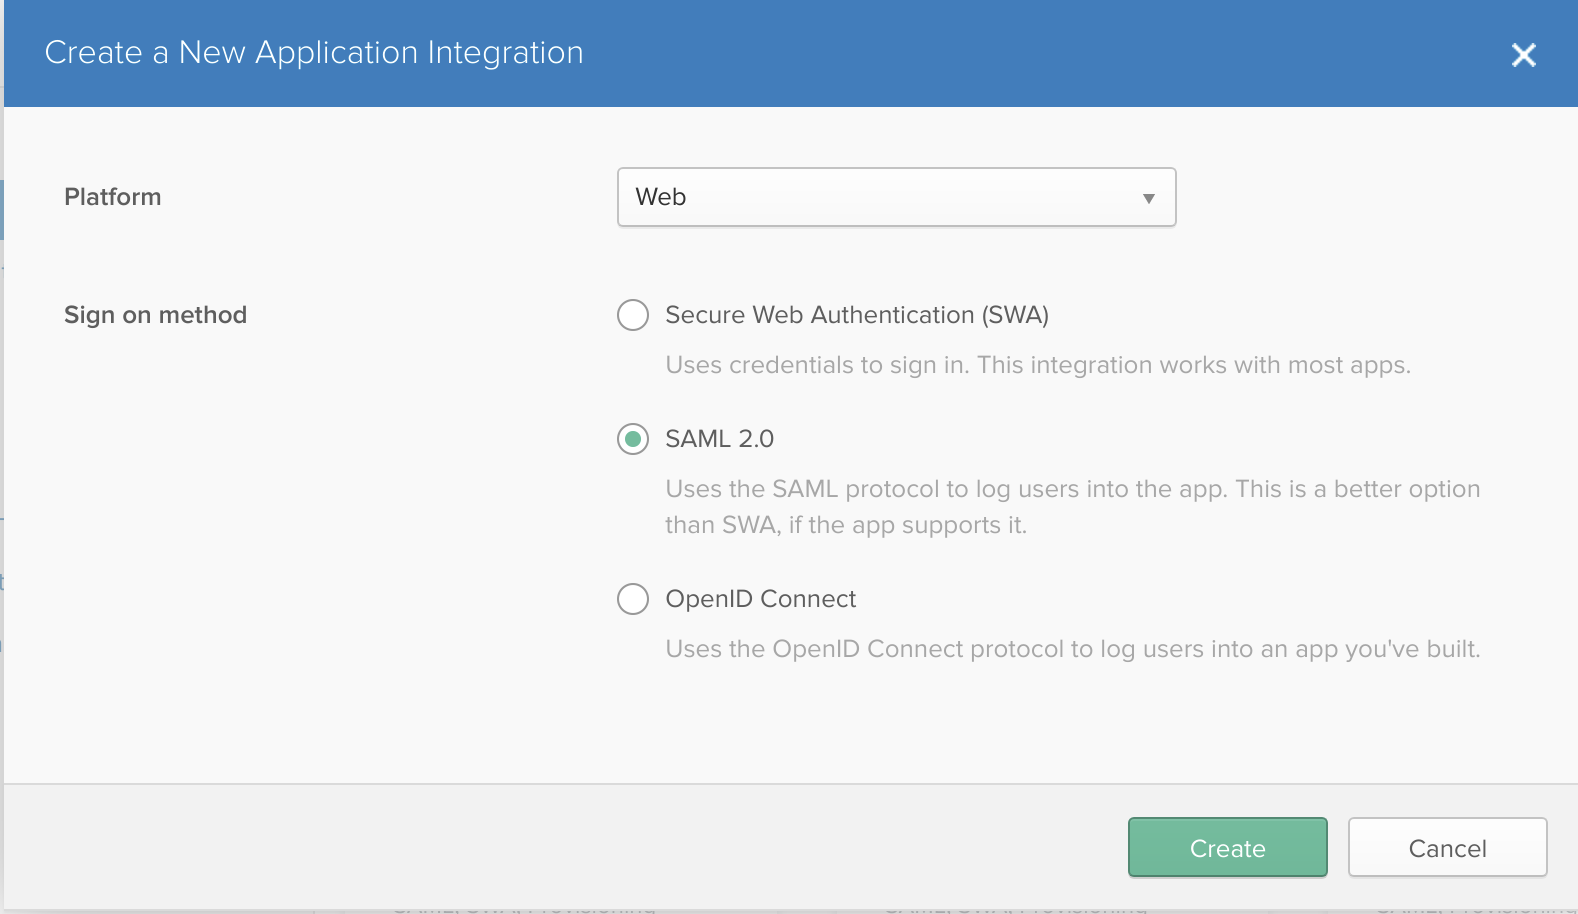 Create a New Application Integration
Platform
Web
Sign on method
Secure Web Authentication (SWA)
Uses credentials to sign in. This integration works with most apps.
SAML 2.0
Uses the SAML protocol to log users into the app. This is a better option
than SWA, if the app supports it.
OpenID Connect
Uses the OpenID Connect protocol to log users into an app you've built.
Create
Cancel